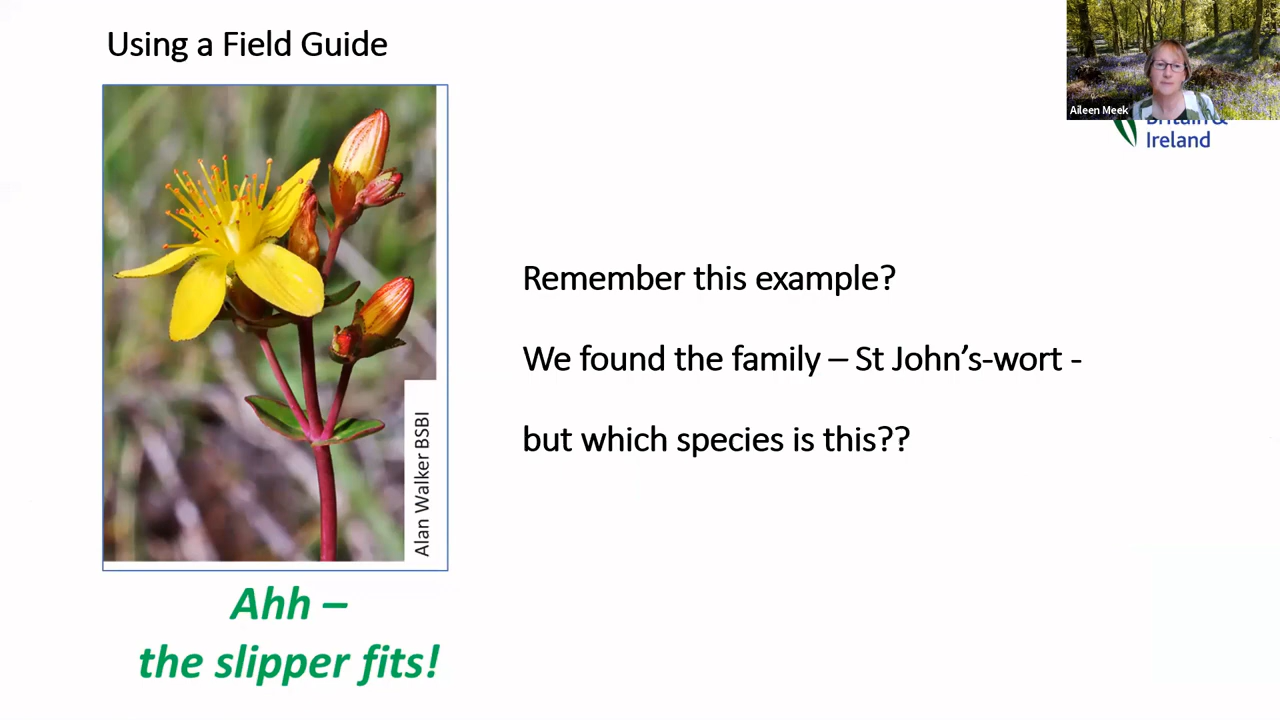 Using a Field Guide
Aileen Meek
Britain &
Ireland
Remember this example?
We found the family – St John’s-wort -
but which species is this??
Alan Walker BSBI
Ahh –
the slipper fits!